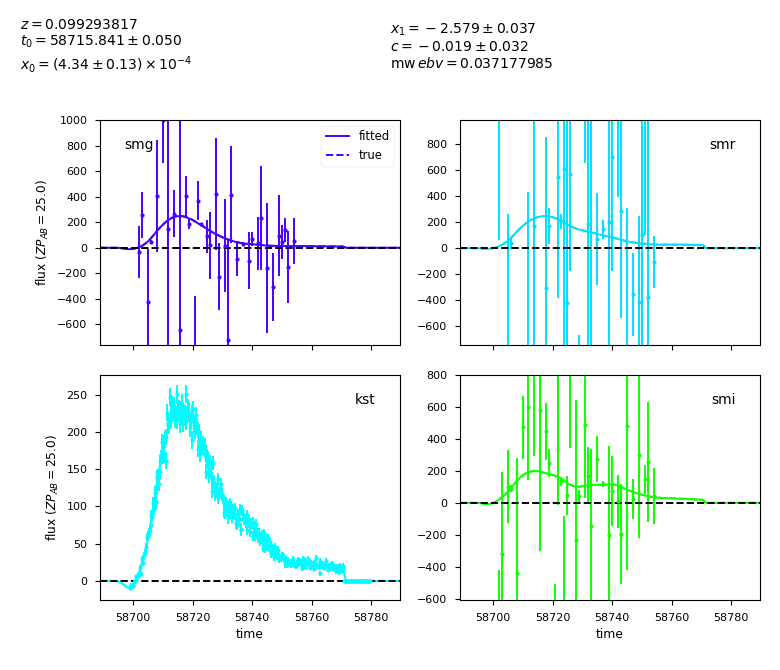 z = 0.099293817
t₀ = 58715.841 ± 0.050
x₀ = (4.34 ± 0.13) × 10⁻⁴
x₁ = −2.579 ± 0.037
c = −0.019 ± 0.032
mw ebv = 0.037177985
smg
fitted
true
1000
800
600
400
200
0
−200
−400
−600
flux (ZP_AB = 25.0)
smr
800
600
400
200
0
−200
−400
−600
kst
250
200
150
100
50
0
flux (ZP_AB = 25.0)
58700 58720 58740 58760 58780
time
smi
800
600
400
200
0
−200
−400
−600
58700 58720 58740 58760 58780
time